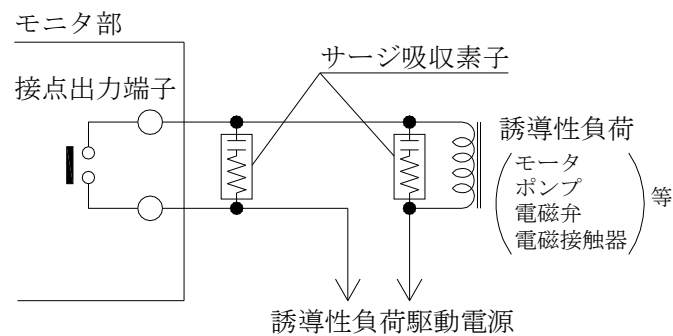 モニタ部
サージ吸収素子
接点出力端子
誘導性負荷
モータ
ポンプ
電磁弁
電磁接触器
等
誘導性負荷駆動電源